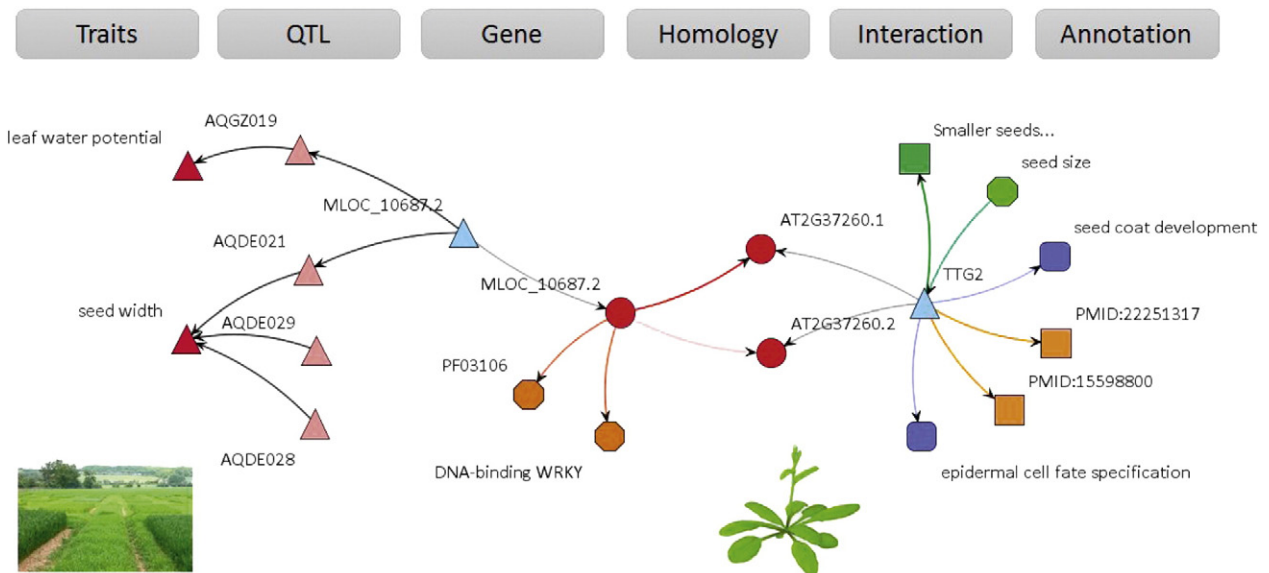 Traits
QTL
Gene
Homology
Interaction
Annotation
AQGZ019
leaf water potential
Smaller seeds...
seed size
MLOC_10687.2
AT2G37260.1
seed coat development
AQDE021
TTG2
MLOC_10687.2
seed width
AQDE029
AT2G37260.2
PMID:22251317
PF03106
PMID:15598800
AQDE028
DNA-binding WRKY
epidermal cell fate specification